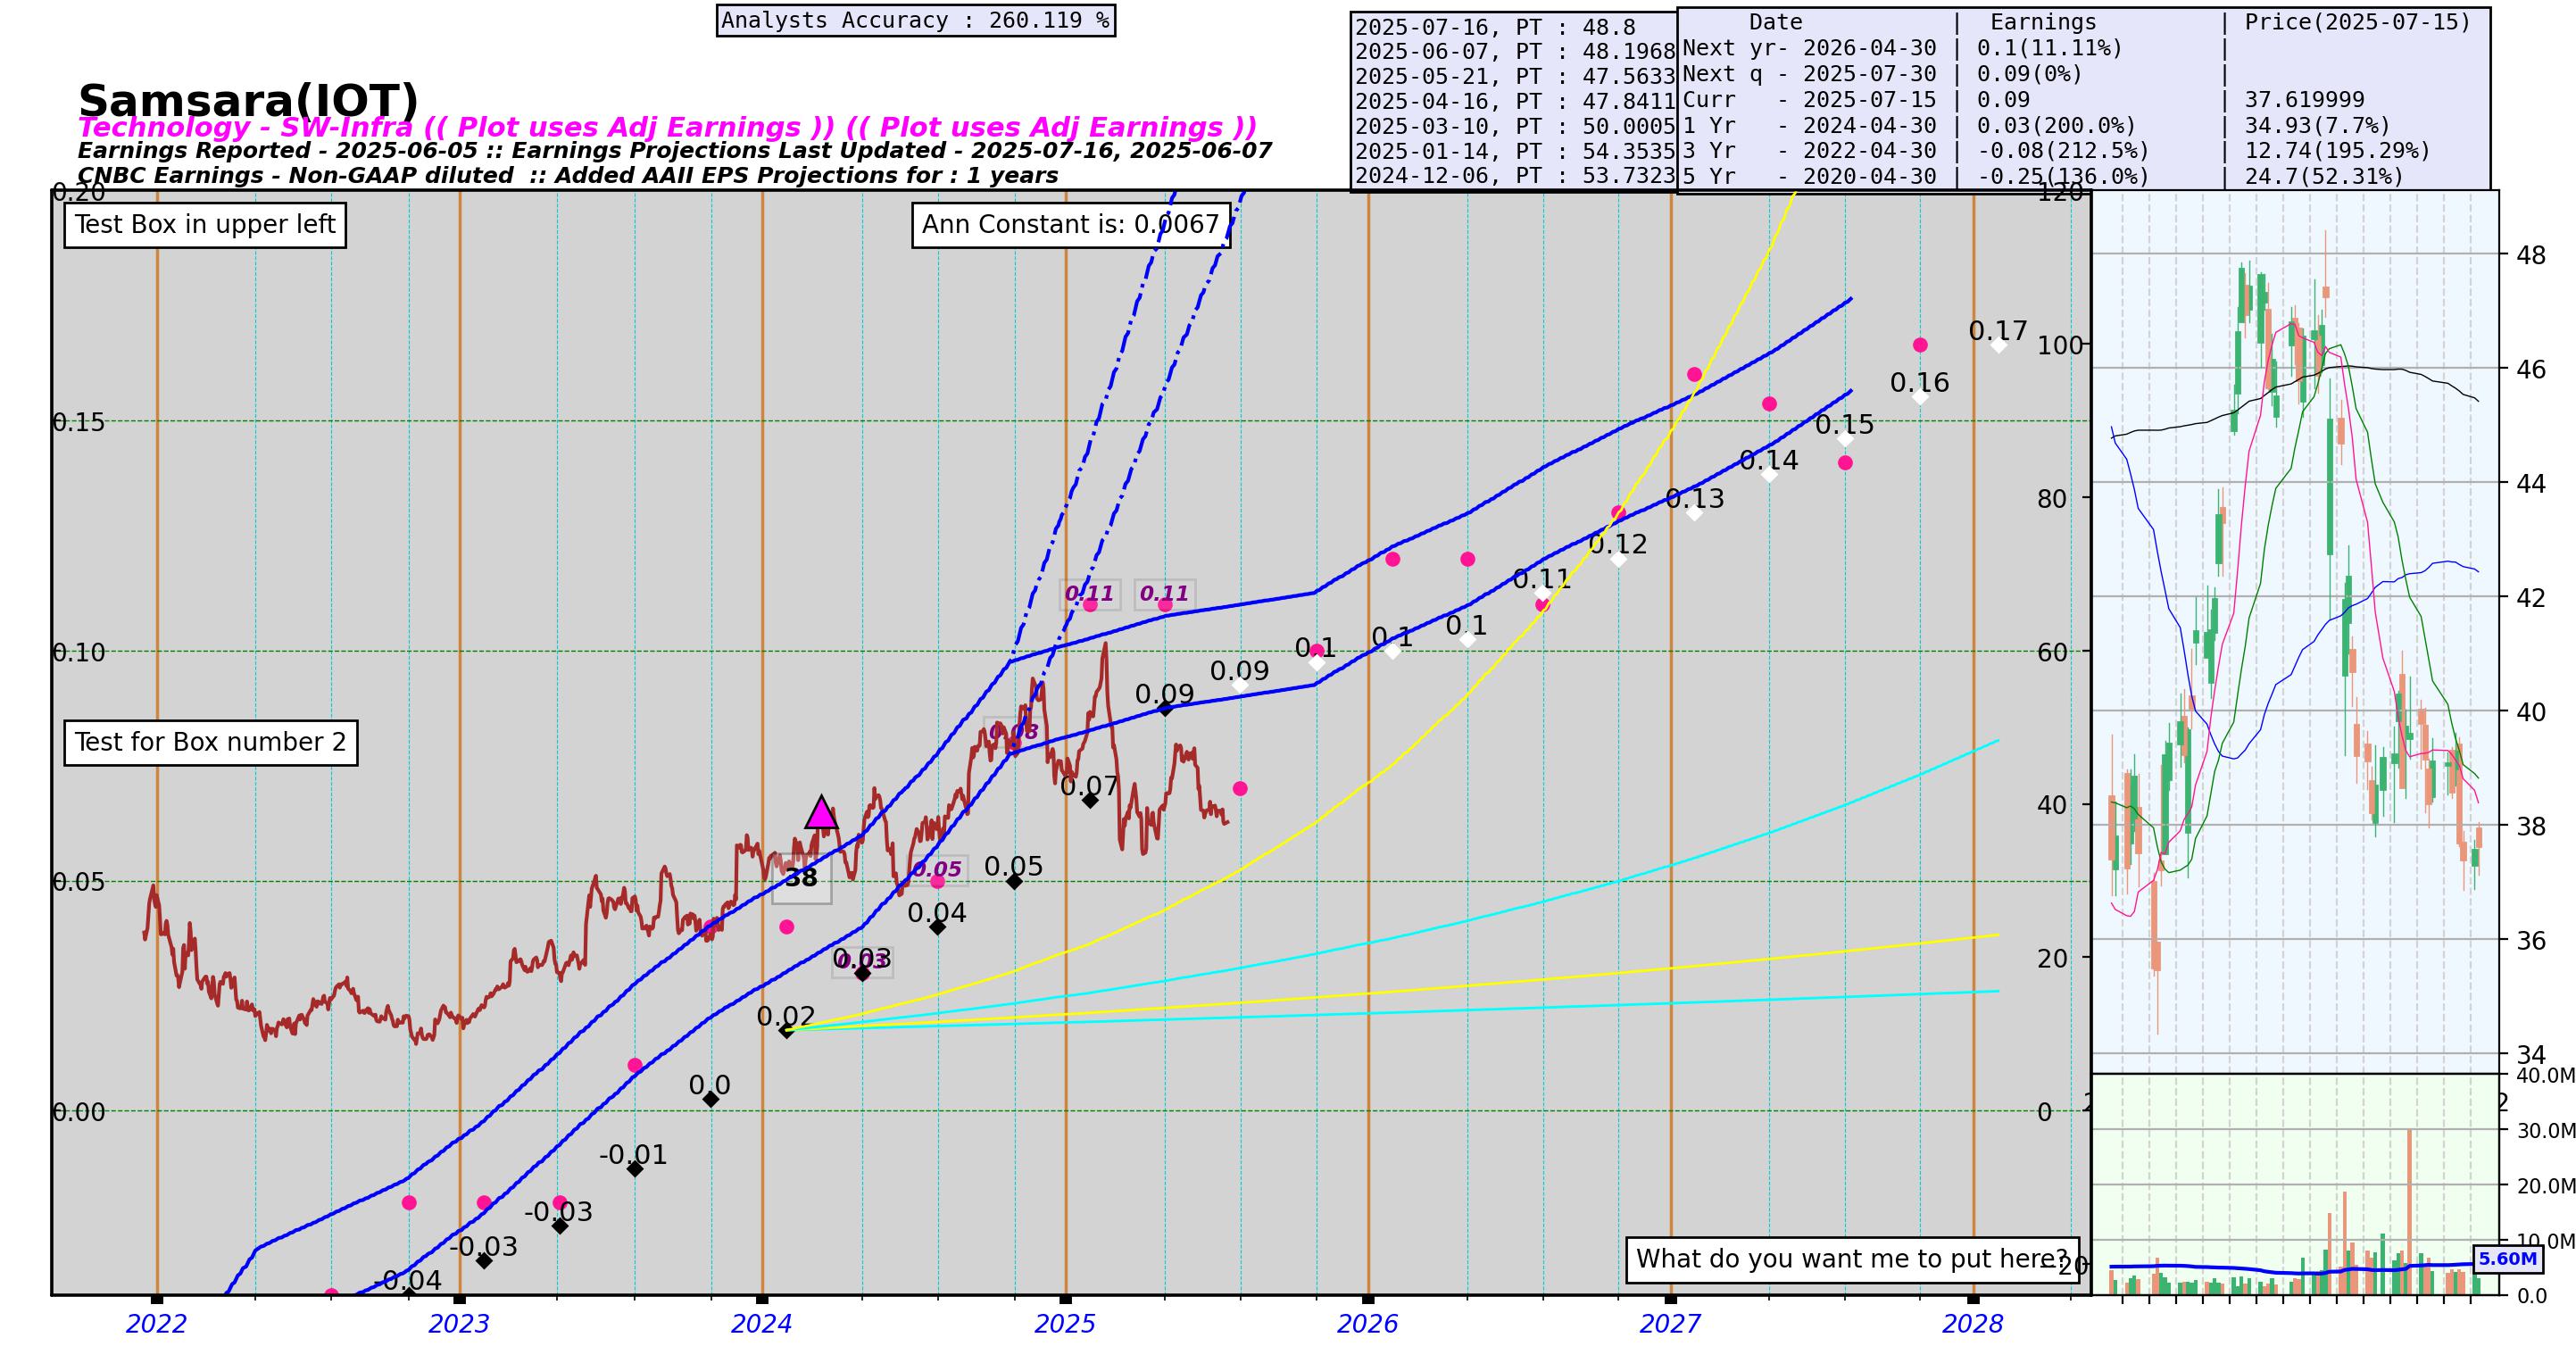 Analysts Accuracy : 260.119 %
2025-07-16, PT : 48.8
2025-06-07, PT : 48.1968
2025-05-21, PT : 47.5633
2025-04-16, PT : 47.8411
2025-03-10, PT : 50.0005
2025-01-14, PT : 54.3535
2024-12-06, PT : 53.7323
Date | Earnings | Price(2025-07-15)
Next yr- 2026-04-30 | 0.1(11.11%) |
Next q - 2025-07-30 | 0.09(0%) |
Curr - 2025-07-15 | 0.09 | 37.619999
1 Yr - 2024-04-30 | 0.03(200.0%) | 34.93(7.7%)
3 Yr - 2022-04-30 | -0.08(212.5%) | 12.74(195.29%)
5 Yr - 2020-04-30 | -0.25(136.0%) | 24.7(52.31%)
Samsara(IOT)
Technology - SW-Infra (( Plot uses Adj Earnings )) (( Plot uses Adj Earnings ))
Earnings Reported - 2025-06-05 :: Earnings Projections Last Updated - 2025-07-16, 2025-06-07
CNBC Earnings - Non-GAAP diluted :: Added AAII EPS Projections for : 1 years
0.20
0.15
0.10
0.05
0.00
Test Box in upper left
Ann Constant is: 0.0067
Test for Box number 2
What do you want me to put here?
-0.04
-0.03
-0.03
-0.01
0.0
0.02
0.03
0.03
38
0.04
0.05
0.05
0.08
0.07
0.11
0.09
0.11
0.09
0.1
0.1
0.1
0.11
0.12
0.13
0.14
0.15
0.16
0.17
120
100
80
60
40
20
0
−20
48
46
44
42
40
38
36
34
40.0M
30.0M
20.0M
10.0M
0.0
5.60M
2022
2023
2024
2025
2026
2027
2028